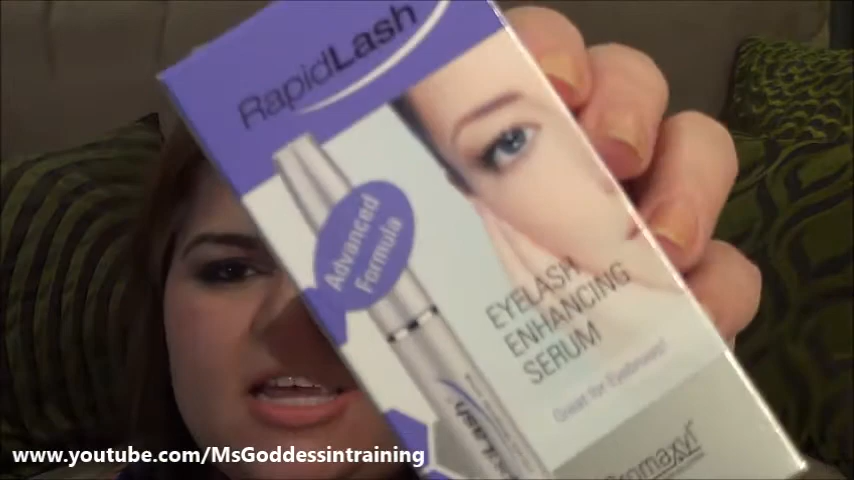 RapidLash
Advanced
Formula
EYELASH
ENHANCING
SERUM
Great for Eyebrows!
www.youtube.com/MsGoddessintraining